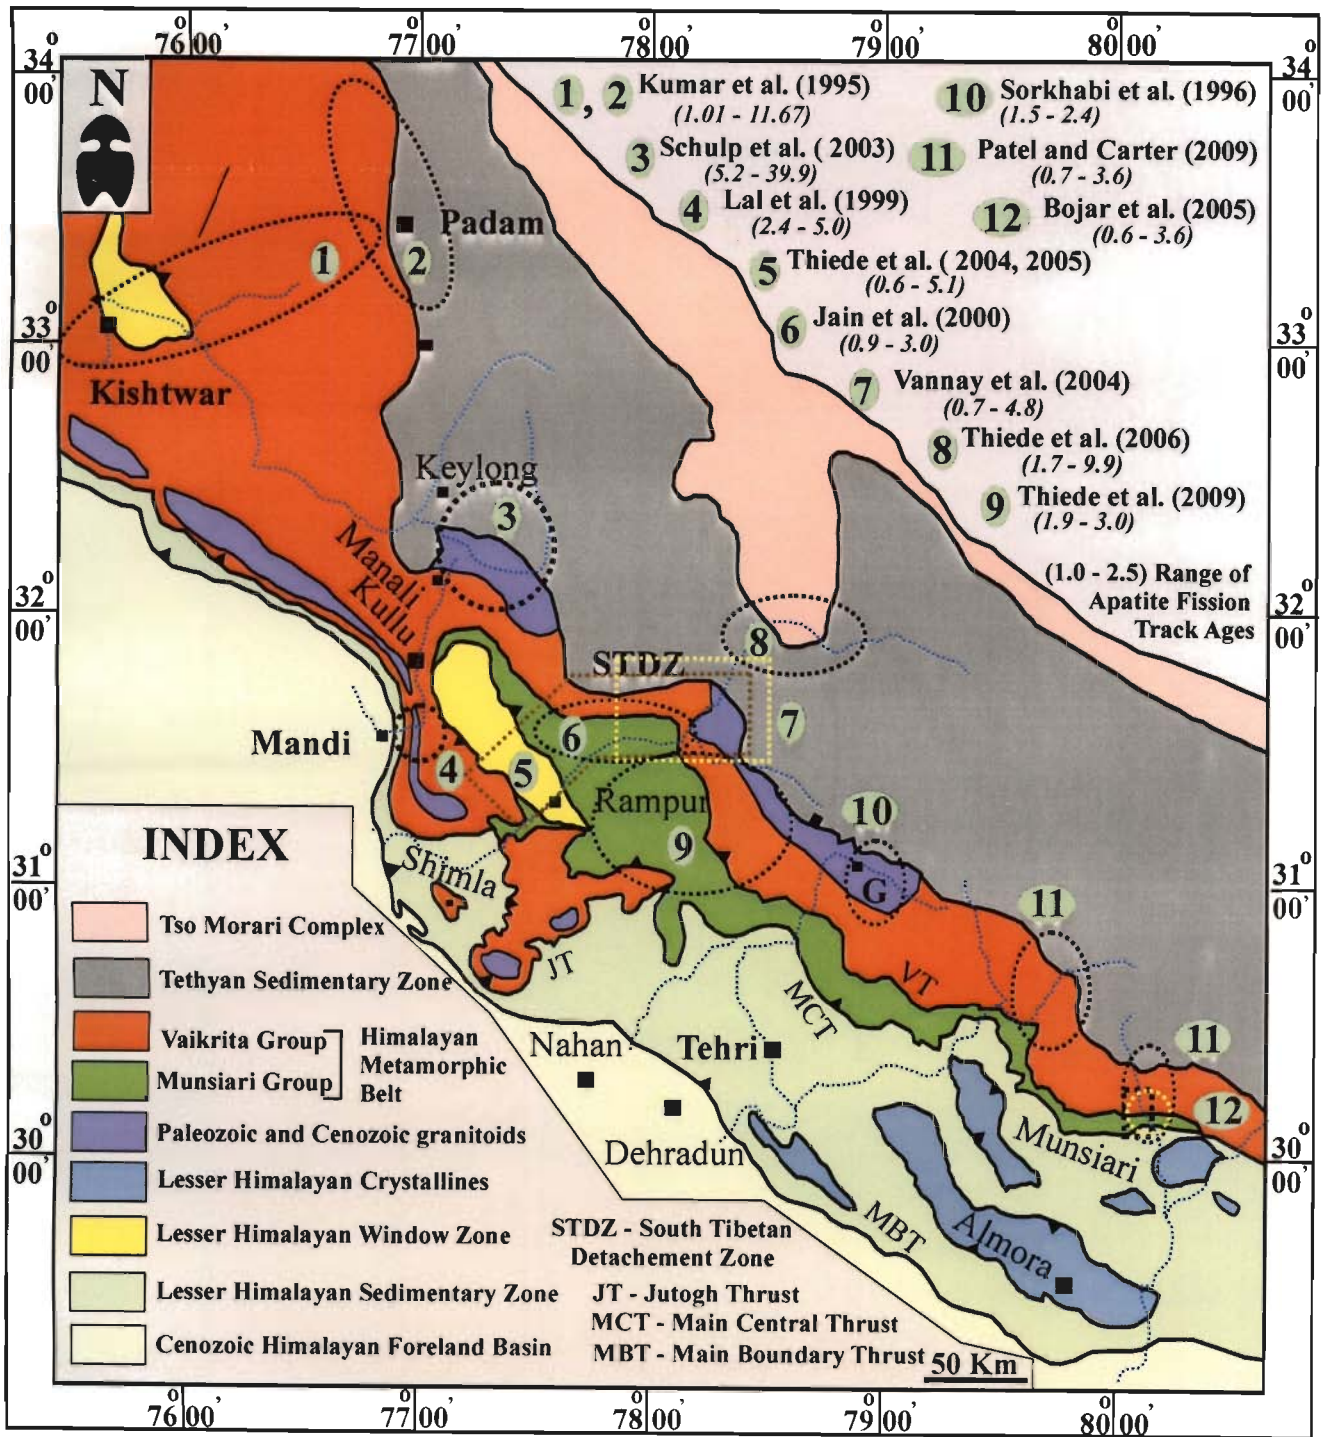 76°00' 77°00' 78°00' 79°00' 80°00'
34°00'
34°00'
N
1, 2 Kumar et al. (1995)
(1.01 - 11.67)
3 Schulp et al. ( 2003)
(5.2 - 39.9)
4 Lal et al. (1999)
(2.4 - 5.0)
5 Thiede et al. ( 2004, 2005)
(0.6 - 5.1)
6 Jain et al. (2000)
(0.9 - 3.0)
7 Vannay et al. (2004)
(0.7 - 4.8)
8 Thiede et al. (2006)
(1.7 - 9.9)
9 Thiede et al. (2009)
(1.9 - 3.0)
10 Sorkhabi et al. (1996)
(1.5 - 2.4)
11 Patel and Carter (2009)
(0.7 - 3.6)
12 Bojar et al. (2005)
(0.6 - 3.6)
(1.0 - 2.5) Range of
Apatite Fission
Track Ages
Padam
1
2
33°00'
33°00'
Kishtwar
Keylong
3
Manali
Kullu
32°00'
32°00'
8
STDZ
7
6
Mandi
4
5
Rampur
10
9
G
31°00'
31°00'
Shimla
11
JT
VT
MCT
Nahan
Tehri
11
12
Dehradun
Munsiari
30°00'
30°00'
MBT
Almora
INDEX
Tso Morari Complex
Tethyan Sedimentary Zone
Vaikrita Group
Munsiari Group
Himalayan
Metamorphic
Belt
Paleozoic and Cenozoic granitoids
Lesser Himalayan Crystallines
Lesser Himalayan Window Zone
Lesser Himalayan Sedimentary Zone
Cenozoic Himalayan Foreland Basin
STDZ - South Tibetan
Detachement Zone
JT - Jutogh Thrust
MCT - Main Central Thrust
MBT - Main Boundary Thrust
50 Km
76°00' 77°00' 78°00' 79°00' 80°00'